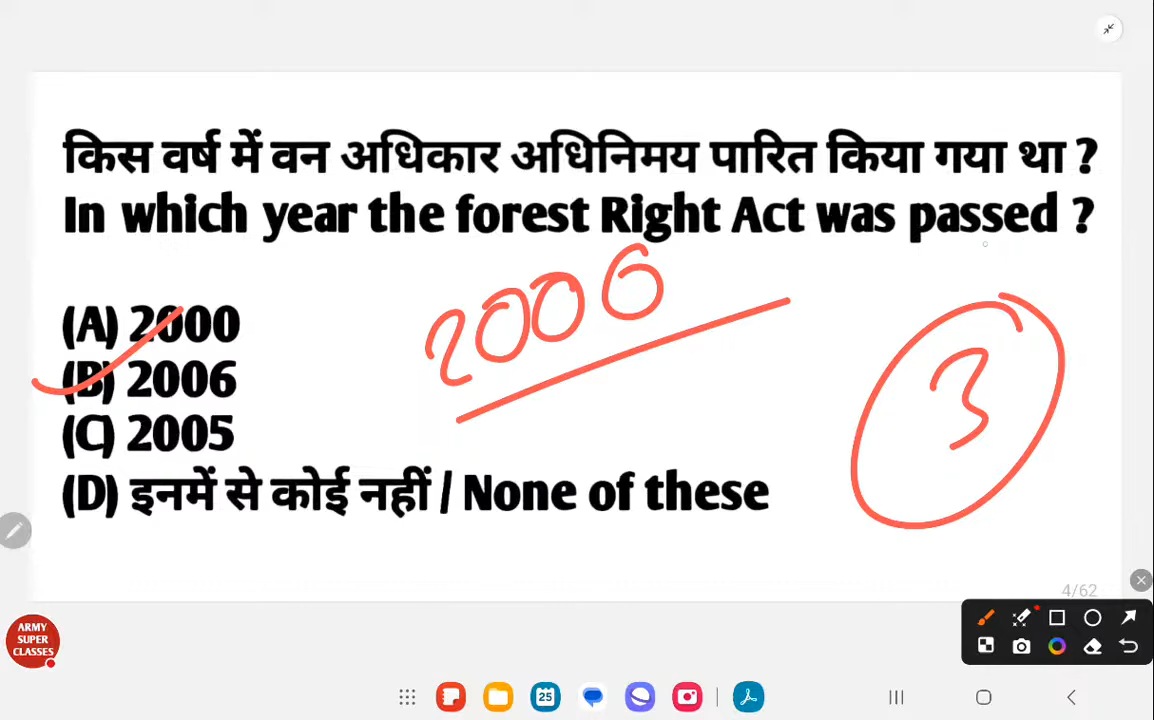 किस वर्ष में वन अधिकार अधिनिमय पारित किया गया था ?
In which year the forest Right Act was passed ?
2006
(A) 2000
(B) 2006
(C) 2005
(D) इनमें से कोई नहीं / None of these
3
4/62
ARMY
SUPER
CLASSES
25